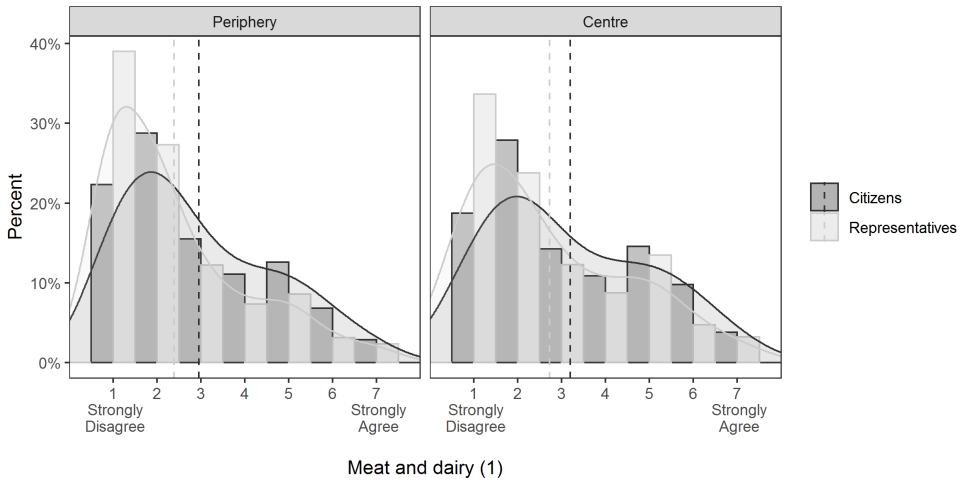 Periphery
Centre
40%
30%
20%
10%
0%
Percent
1 2 3 4 5 6 7
Strongly Disagree
Strongly Agree
1 2 3 4 5 6 7
Strongly Disagree
Strongly Agree
Meat and dairy (1)
Citizens
Representatives